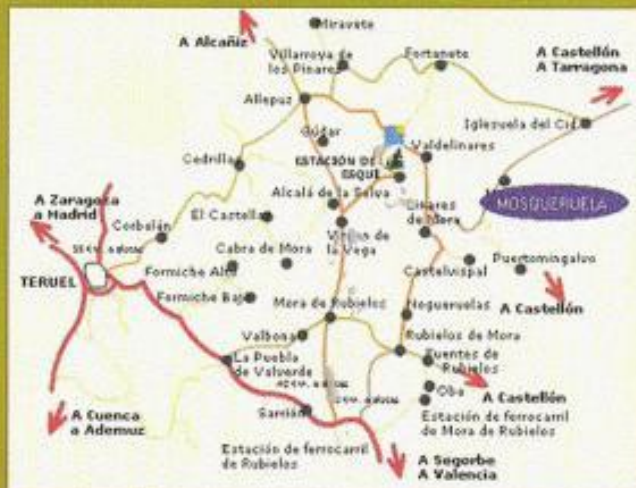 A Alcañiz
Miravete
Villarroya de
los Pinares
Fortanete
A Castellón
A Tarragona
Allepuz
Iglesuela del Cid
Gúdar
Valdelinares
Cedrilla
ESTACIÓN DE
ESQUÍ
A Zaragoza
a Madrid
Alcalá de la Selva
MOSQUERUELA
El Castella
Linares
de Mora
Corbalán
Virgen de
la Vega
Cabra de Mora
Castelvispal
Puertomingalvo
TERUEL
Formiche Alto
Formiche Bajo
A Castellón
Mora de Rubielos
Nogueruelas
Valbona
Rubielos de Mora
La Puebla
de Valverde
Fuentes de
Rubielos
A Castellón
Olba
A Cuenca
a Ademuz
Sarrión
Estación de ferrocarril
de Mora de Rubielos
Estación de ferrocarril
de Rubielos
A Segorbe
A Valencia